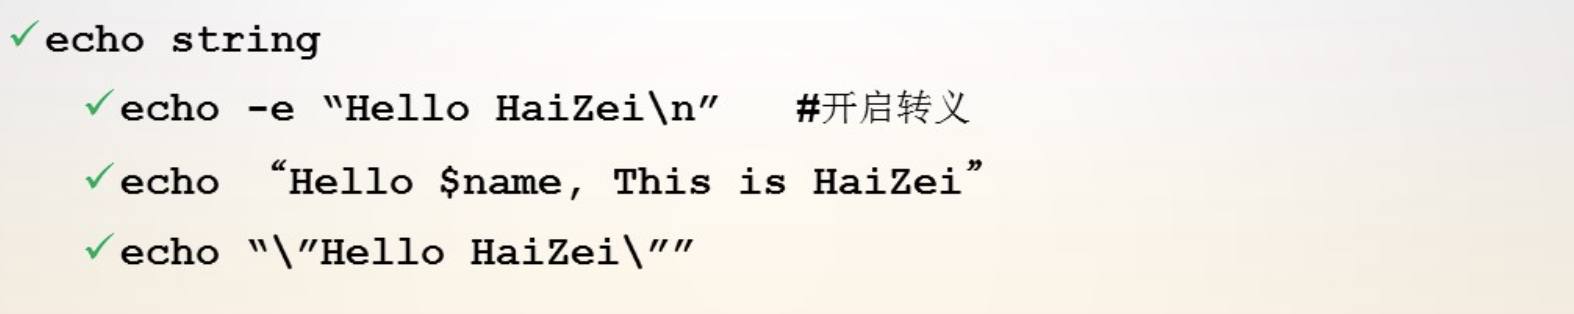 ✓echo string
✓echo -e “Hello HaiZei\n” #开启转义
✓echo “Hello $name, This is HaiZei”
✓echo “\”Hello HaiZei\””